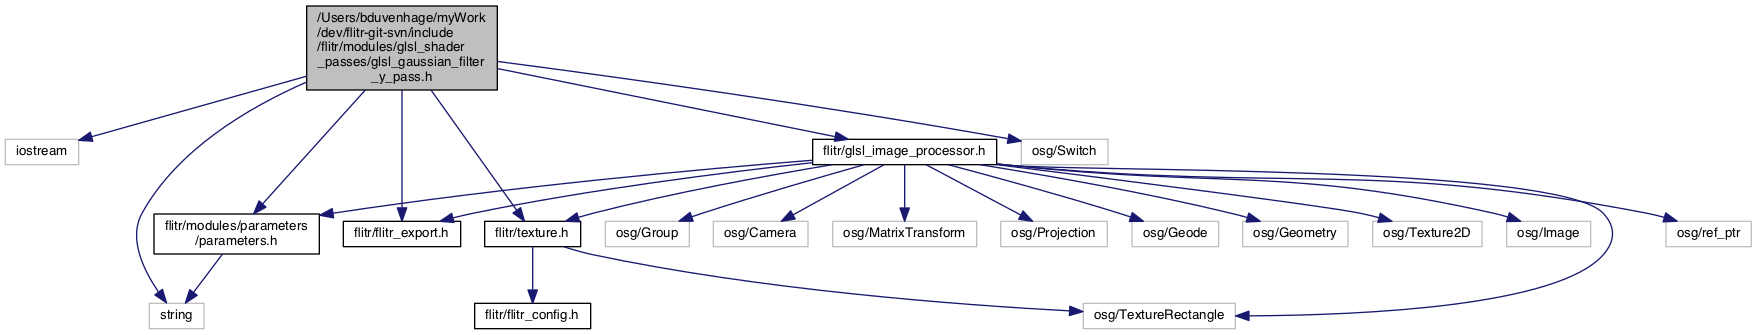 /Users/bduvenhage/myWork
/dev/flitr-git-svn/include
/flitr/modules/glsl_shader
_passes/glsl_gaussian_filter
_y_pass.h
iostream
flitr/glsl_image_processor.h
osg/Switch
flitr/modules/parameters
/parameters.h
flitr/flitr_export.h
flitr/texture.h
osg/Group
osg/Camera
osg/MatrixTransform
osg/Projection
osg/Geode
osg/Geometry
osg/Texture2D
osg/Image
osg/ref_ptr
string
flitr/flitr_config.h
osg/TextureRectangle